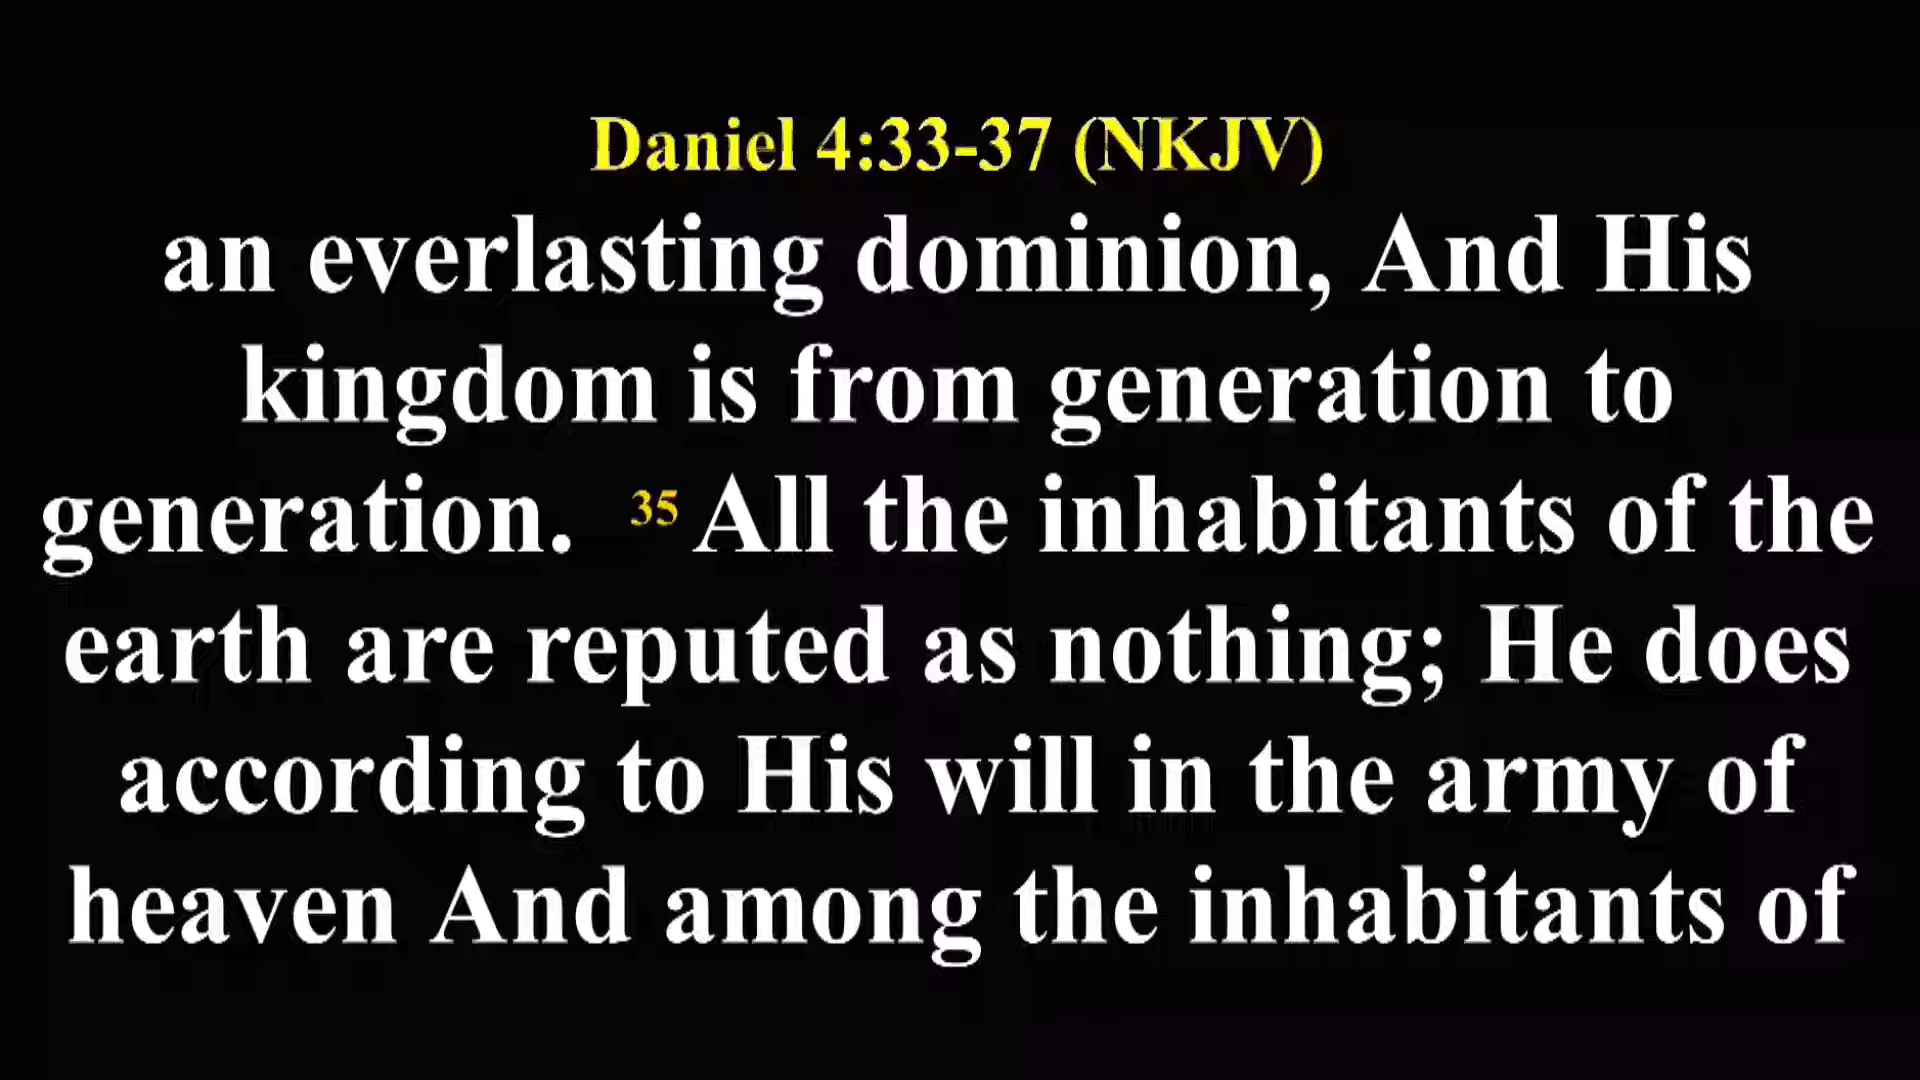 Daniel 4:33-37 (NKJV)
an everlasting dominion, And His
kingdom is from generation to
generation. 35 All the inhabitants of the
earth are reputed as nothing; He does
according to His will in the army of
heaven And among the inhabitants of